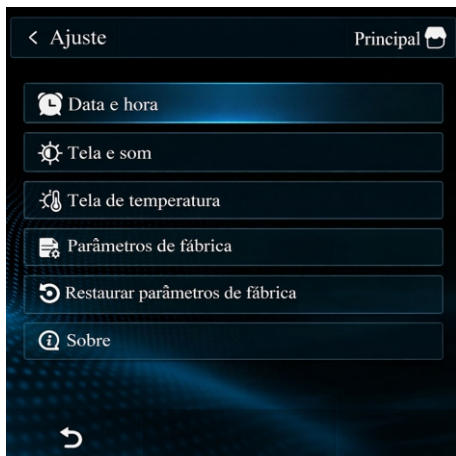 Ajuste
Principal
Data e hora
Tela e som
Tela de temperatura
Parâmetros de fábrica
Restaurar parâmetros de fábrica
Sobre